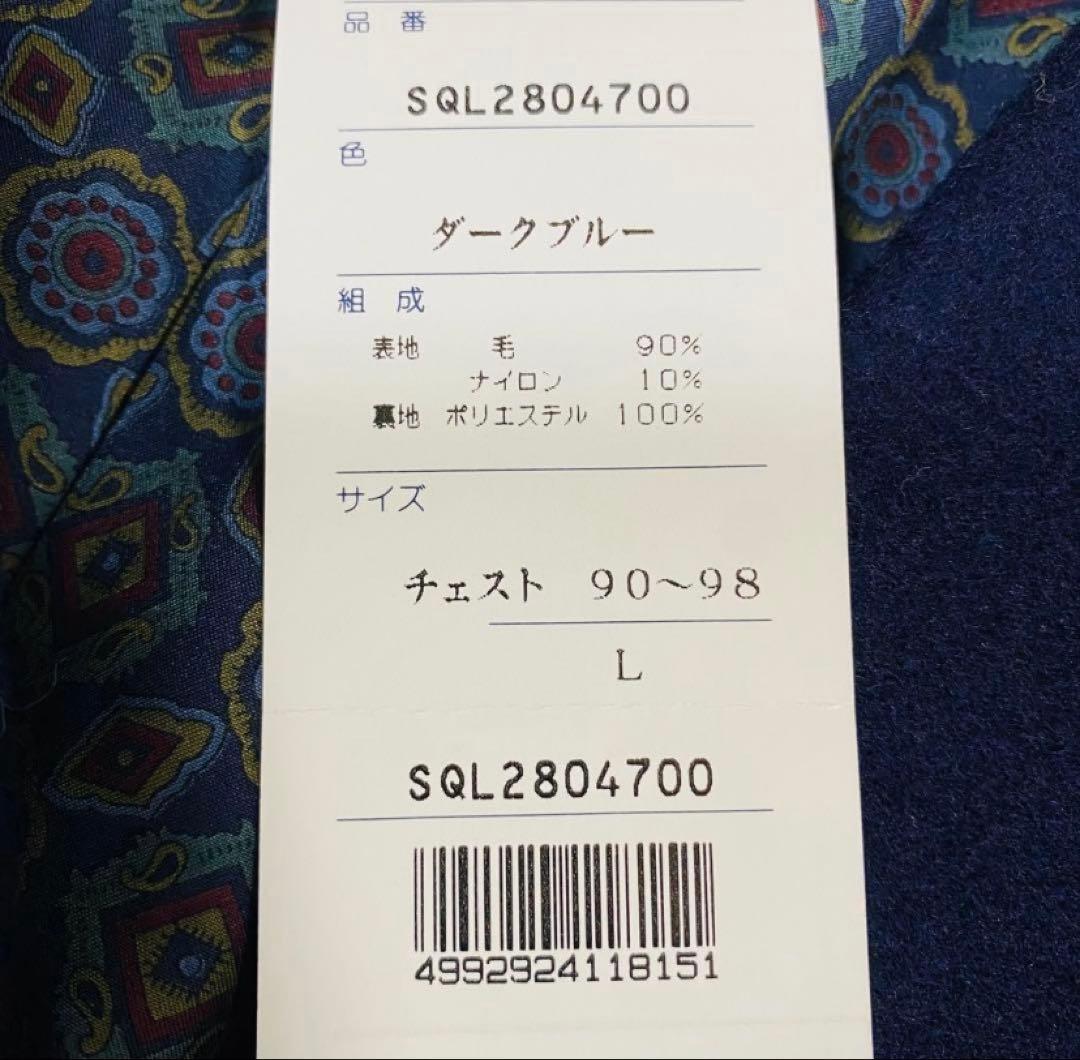 品 番
SQL2804700
色
ダークブルー
組 成
表地 毛 90%
ナイロン 10%
裏地 ポリエステル 100%
サイズ
チェスト 90~98
L
SQL2804700
4992924118151